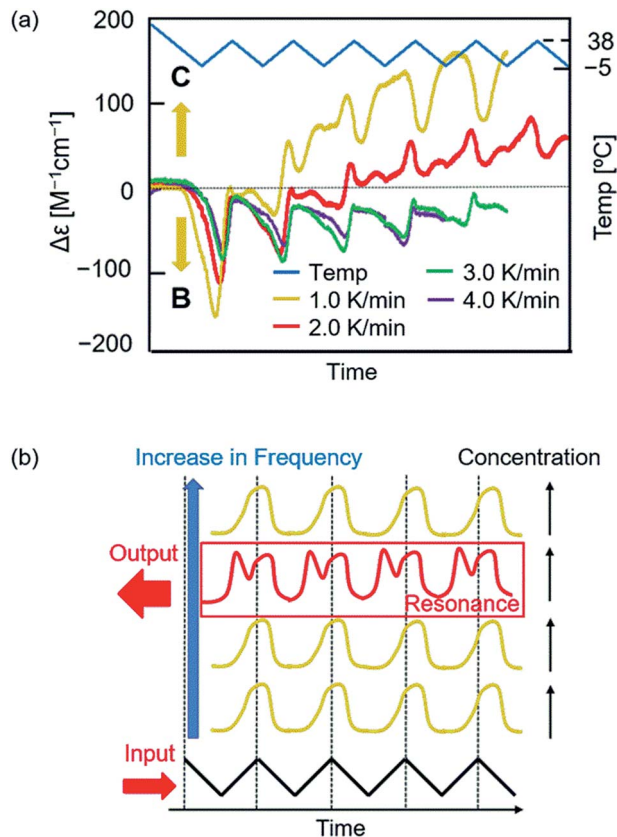 (a)
200
100
0
−100
−200
Δε [M⁻¹cm⁻¹]
C
B
38
−5
Temp [ºC]
Temp
3.0 K/min
1.0 K/min
4.0 K/min
2.0 K/min
Time
(b)
Increase in Frequency
Concentration
Output
Resonance
Input
Time